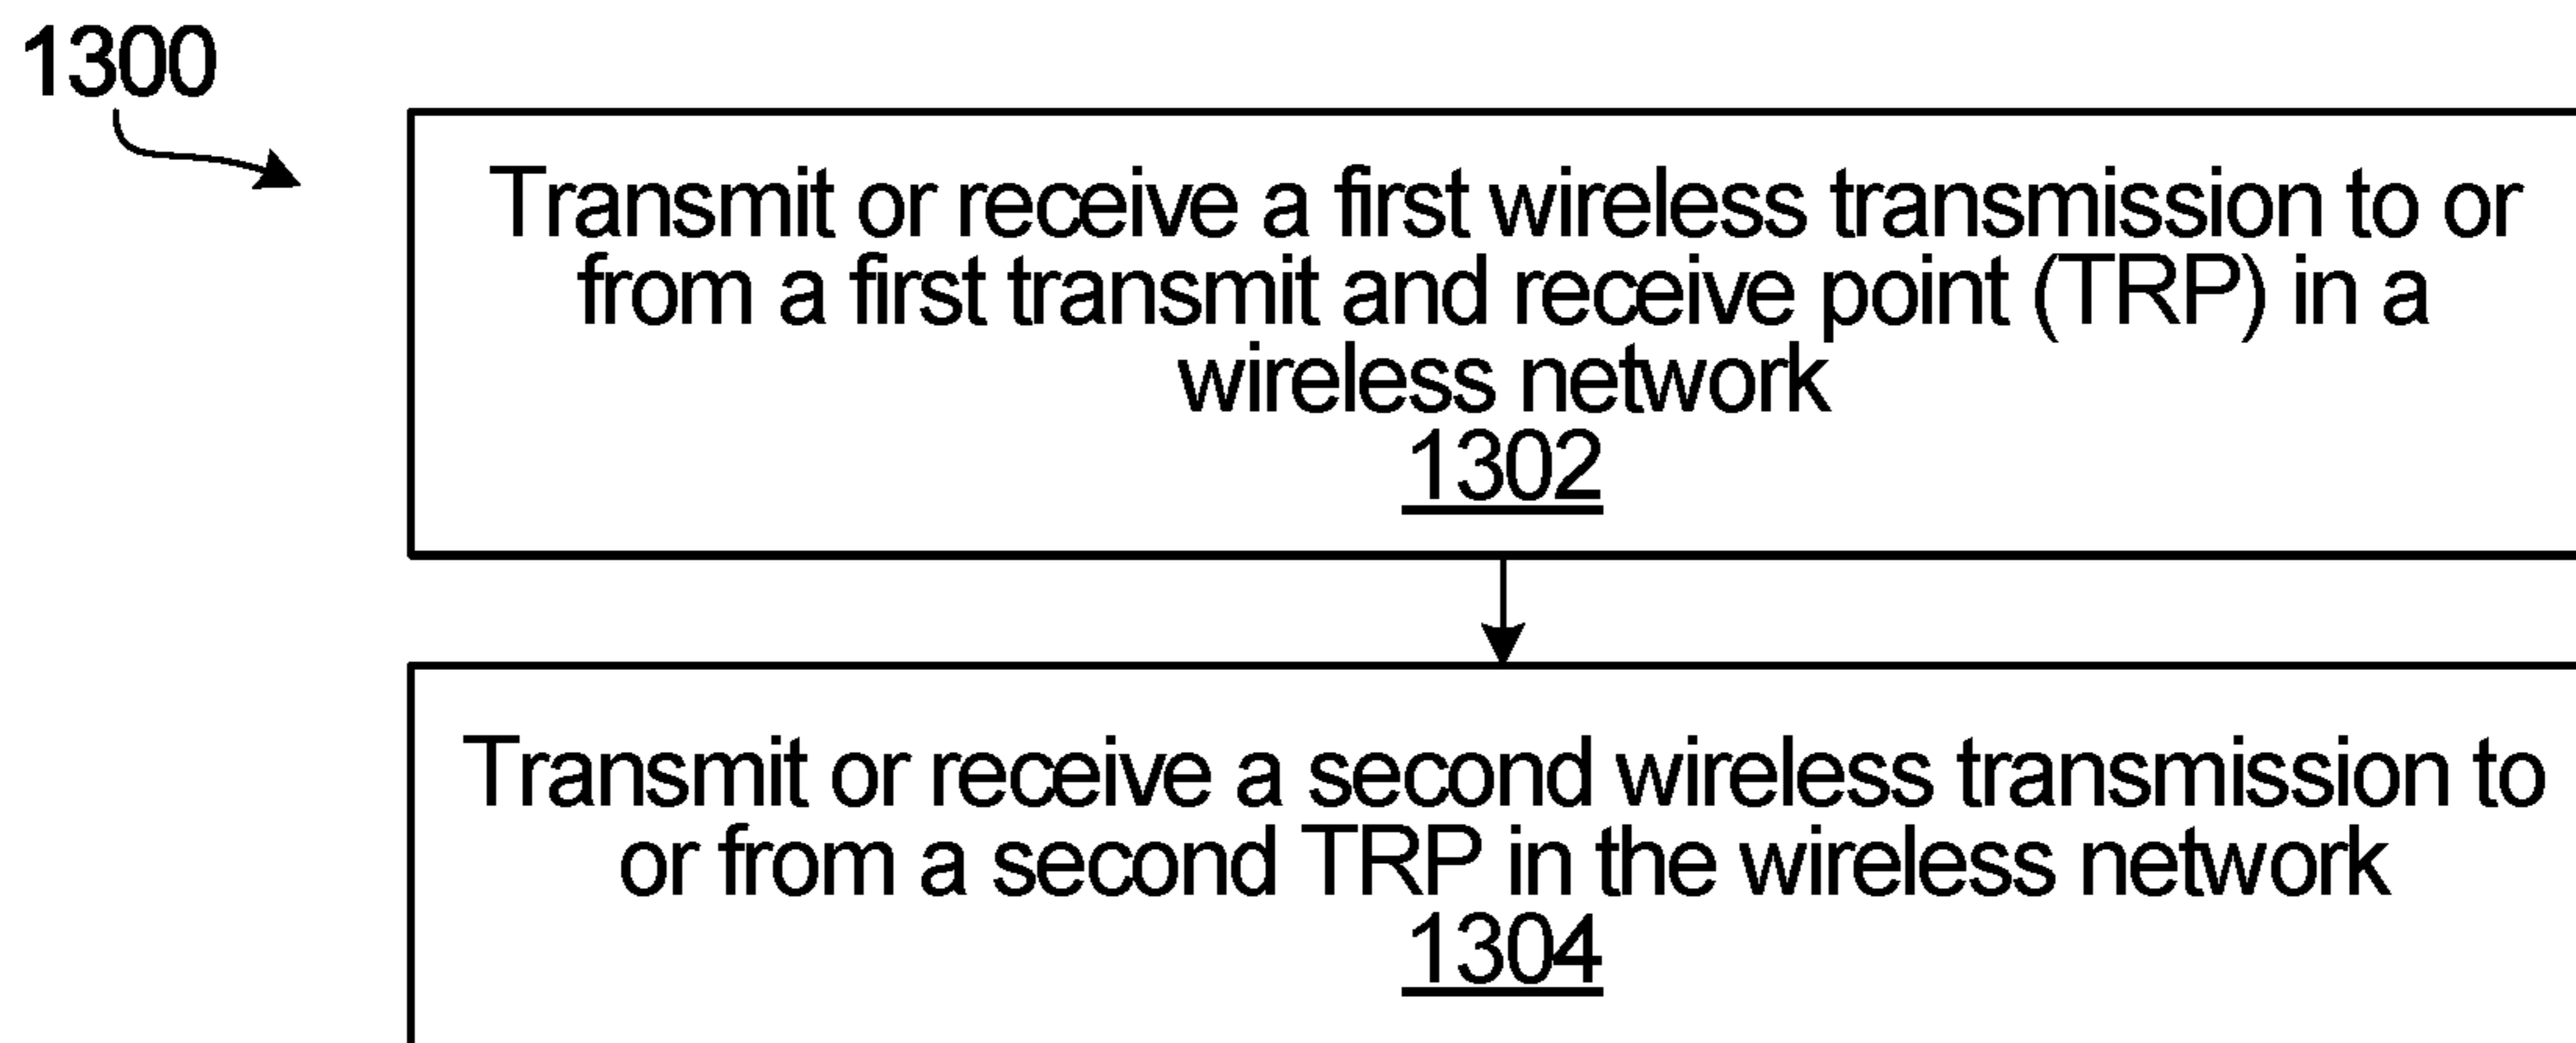 1300
Transmit or receive a first wireless transmission to or
from a first transmit and receive point (TRP) in a
wireless network
1302
Transmit or receive a second wireless transmission to
or from a second TRP in the wireless network
1304